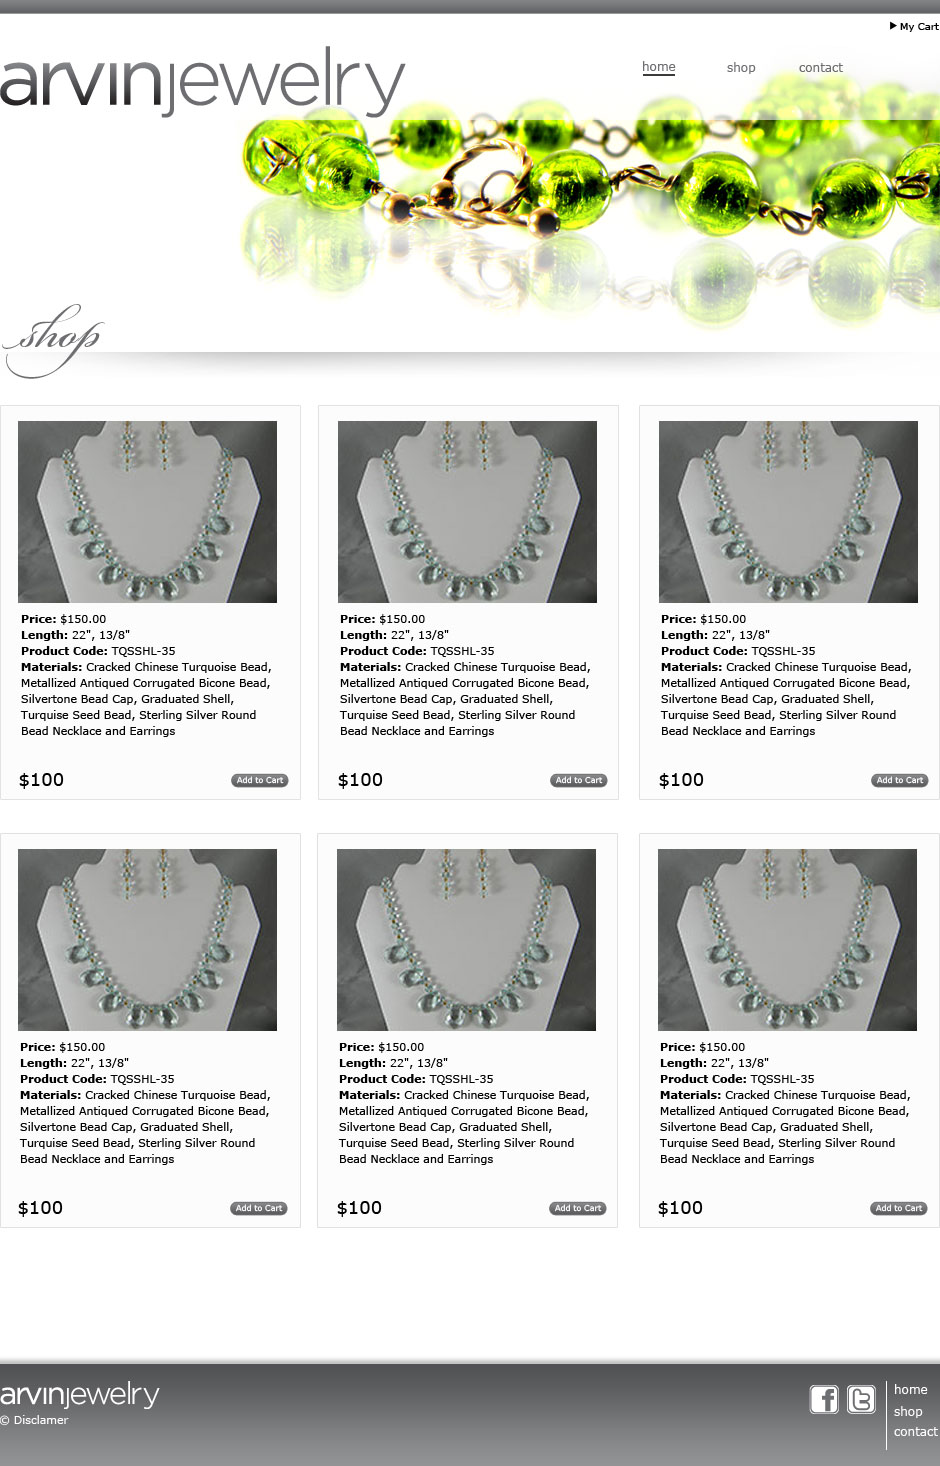 My Cart
arvinjewelry
home shop contact
shop
Price: $150.00
Length: 22", 13/8"
Product Code: TQSSHL-35
Materials: Cracked Chinese Turquoise Bead,
Metallized Antiqued Corrugated Bicone Bead,
Silvertone Bead Cap, Graduated Shell,
Turquise Seed Bead, Sterling Silver Round
Bead Necklace and Earrings
$100 Add to Cart
Price: $150.00
Length: 22", 13/8"
Product Code: TQSSHL-35
Materials: Cracked Chinese Turquoise Bead,
Metallized Antiqued Corrugated Bicone Bead,
Silvertone Bead Cap, Graduated Shell,
Turquise Seed Bead, Sterling Silver Round
Bead Necklace and Earrings
$100 Add to Cart
Price: $150.00
Length: 22", 13/8"
Product Code: TQSSHL-35
Materials: Cracked Chinese Turquoise Bead,
Metallized Antiqued Corrugated Bicone Bead,
Silvertone Bead Cap, Graduated Shell,
Turquise Seed Bead, Sterling Silver Round
Bead Necklace and Earrings
$100 Add to Cart
Price: $150.00
Length: 22", 13/8"
Product Code: TQSSHL-35
Materials: Cracked Chinese Turquoise Bead,
Metallized Antiqued Corrugated Bicone Bead,
Silvertone Bead Cap, Graduated Shell,
Turquise Seed Bead, Sterling Silver Round
Bead Necklace and Earrings
$100 Add to Cart
Price: $150.00
Length: 22", 13/8"
Product Code: TQSSHL-35
Materials: Cracked Chinese Turquoise Bead,
Metallized Antiqued Corrugated Bicone Bead,
Silvertone Bead Cap, Graduated Shell,
Turquise Seed Bead, Sterling Silver Round
Bead Necklace and Earrings
$100 Add to Cart
Price: $150.00
Length: 22", 13/8"
Product Code: TQSSHL-35
Materials: Cracked Chinese Turquoise Bead,
Metallized Antiqued Corrugated Bicone Bead,
Silvertone Bead Cap, Graduated Shell,
Turquise Seed Bead, Sterling Silver Round
Bead Necklace and Earrings
$100 Add to Cart
arvinjewelry
© Disclamer
f t
home
shop
contact